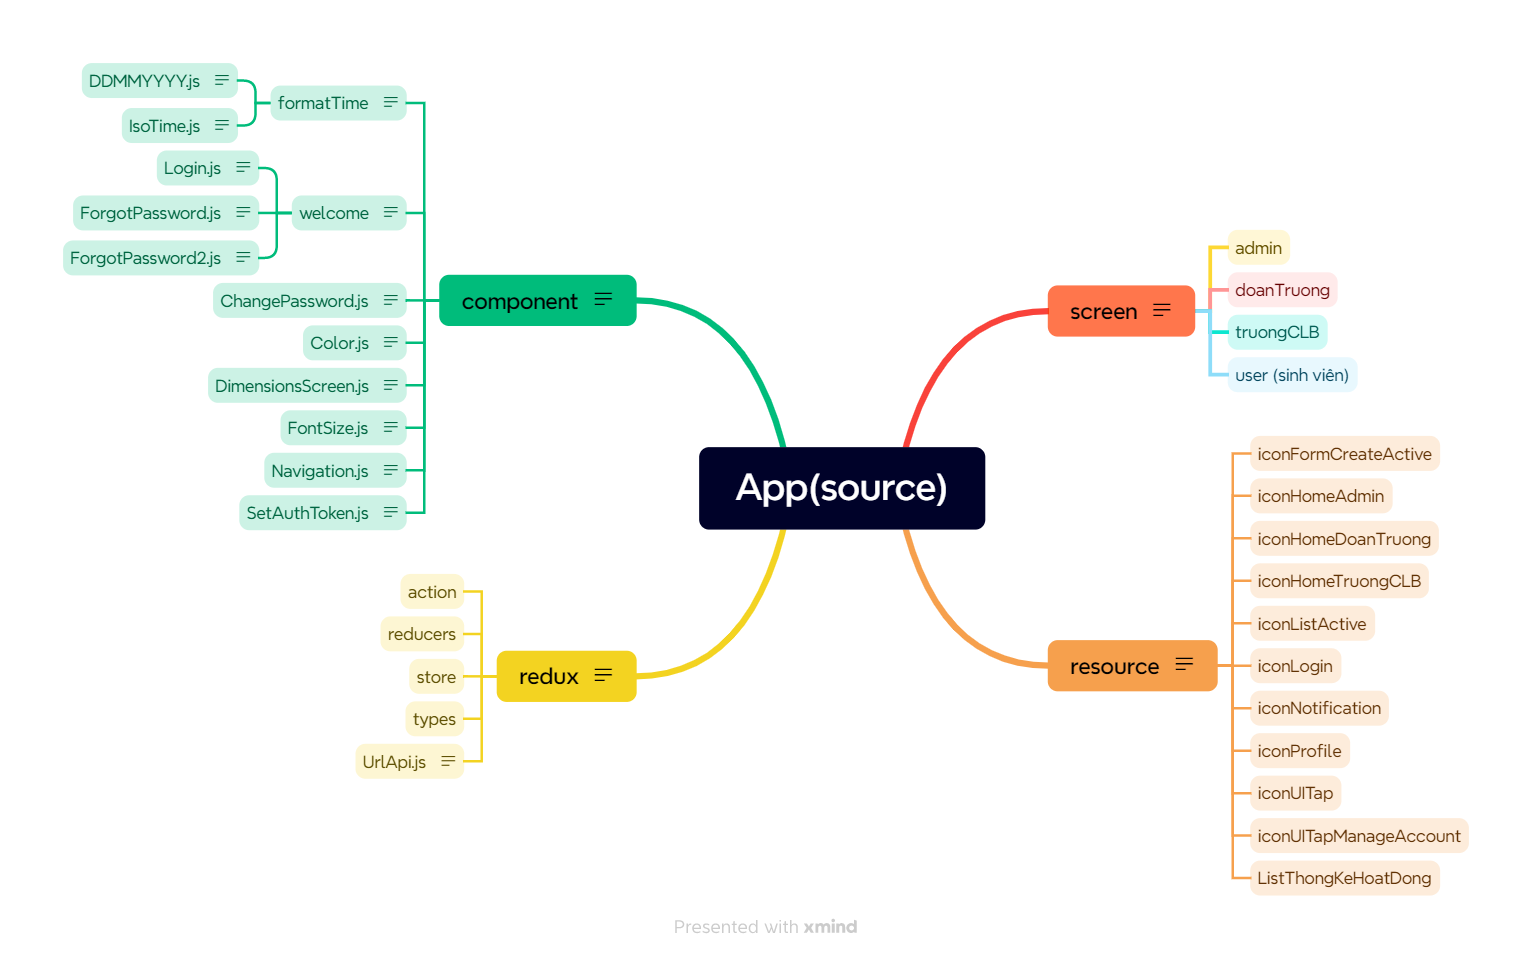 DDMMYYYY.js
IsoTime.js
formatTime
Login.js
ForgotPassword.js
ForgotPassword2.js
welcome
ChangePassword.js
Color.js
DimensionsScreen.js
FontSize.js
Navigation.js
SetAuthToken.js
component
action
reducers
store
types
UrlApi.js
redux
App(source)
screen
admin
doanTruong
truongCLB
user (sinh viên)
resource
iconFormCreateActive
iconHomeAdmin
iconHomeDoanTruong
iconHomeTruongCLB
iconListActive
iconLogin
iconNotification
iconProfile
iconUITap
iconUITapManageAccount
ListThongKeHoatDong
Presented with xmind